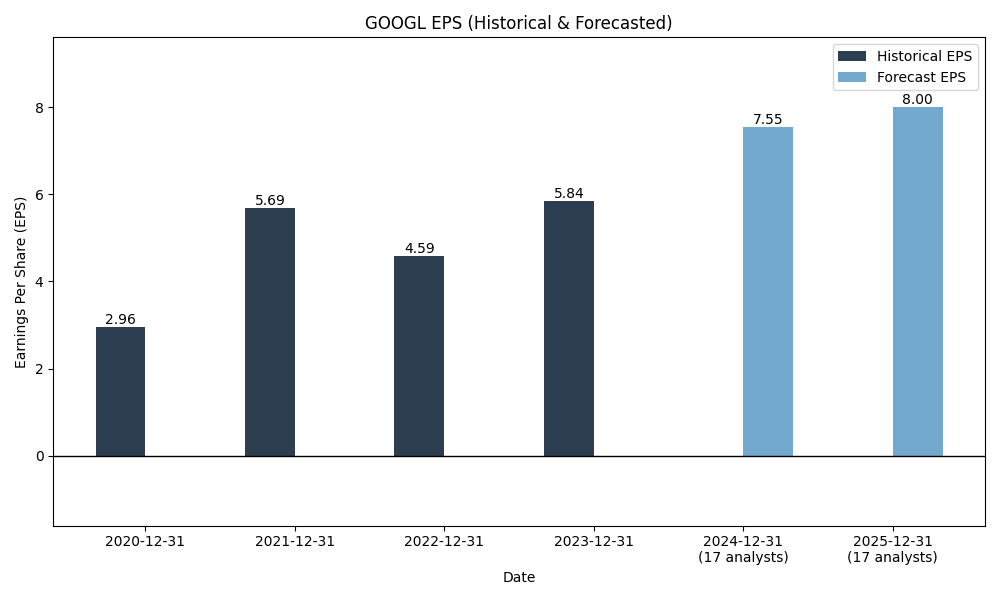 GOOGL EPS (Historical & Forecasted)
Historical EPS
Forecast EPS
Earnings Per Share (EPS)
8
6
4
2
0
2.96
5.69
4.59
5.84
7.55
8.00
2020-12-31
2021-12-31
2022-12-31
2023-12-31
2024-12-31
(17 analysts)
2025-12-31
(17 analysts)
Date